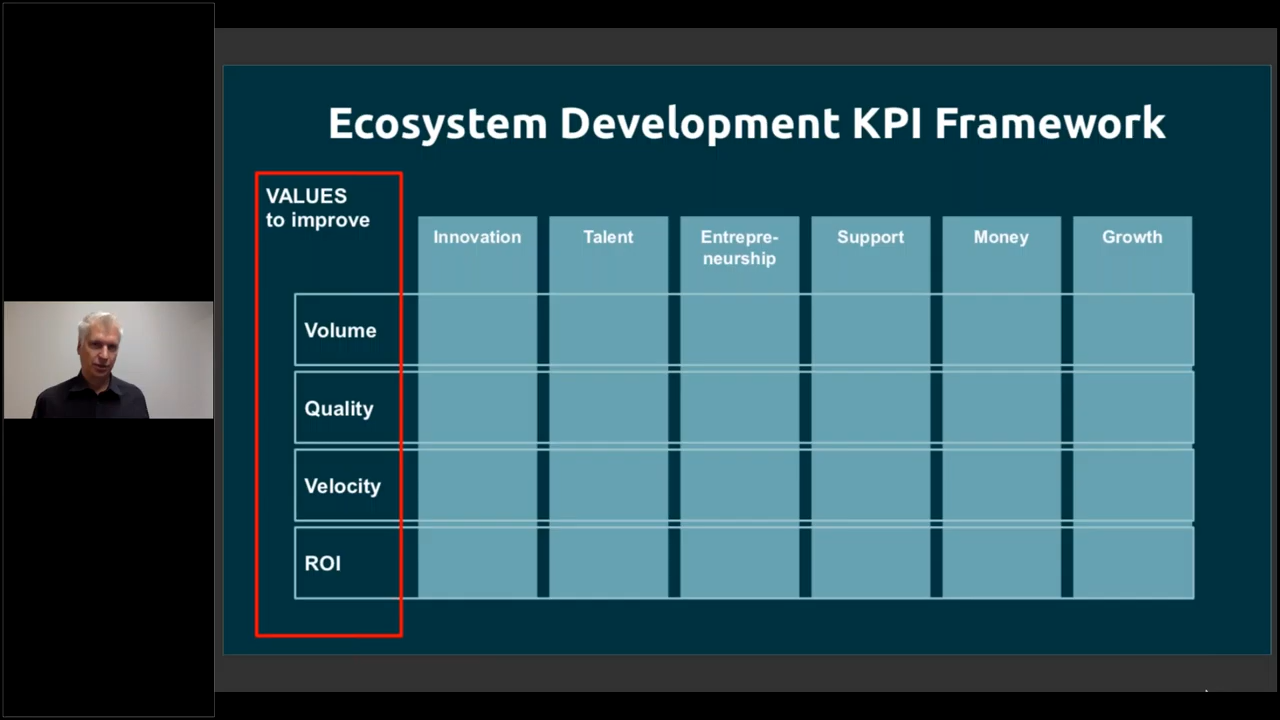 Ecosystem Development KPI Framework
VALUES
to improve
Innovation
Talent
Entrepre-
neurship
Support
Money
Growth
Volume
Quality
Velocity
ROI